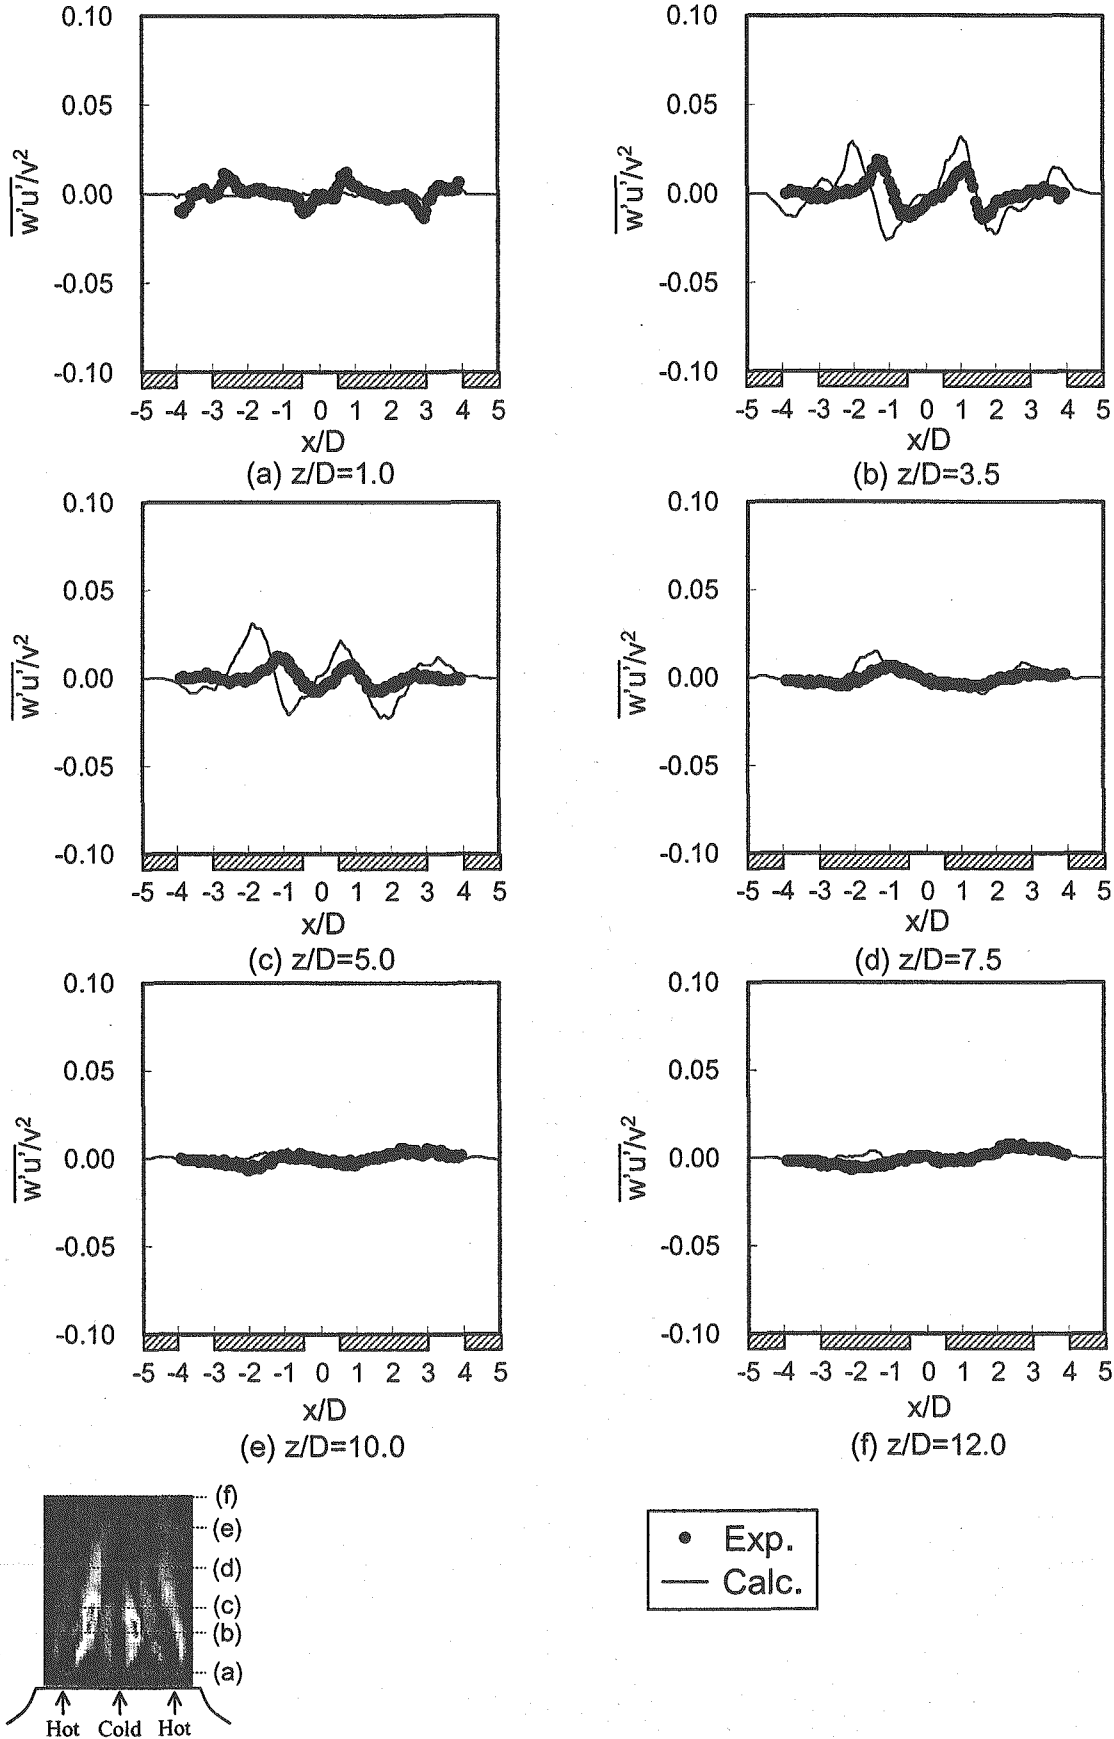 0.10
0.05
0.00
-0.05
-0.10
w'u'/v²
-5 -4 -3 -2 -1 0 1 2 3 4 5
x/D
(a) z/D=1.0
0.10
0.05
0.00
-0.05
-0.10
w'u'/v²
-5 -4 -3 -2 -1 0 1 2 3 4 5
x/D
(b) z/D=3.5
0.10
0.05
0.00
-0.05
-0.10
w'u'/v²
-5 -4 -3 -2 -1 0 1 2 3 4 5
x/D
(c) z/D=5.0
0.10
0.05
0.00
-0.05
-0.10
w'u'/v²
-5 -4 -3 -2 -1 0 1 2 3 4 5
x/D
(d) z/D=7.5
0.10
0.05
0.00
-0.05
-0.10
w'u'/v²
-5 -4 -3 -2 -1 0 1 2 3 4 5
x/D
(e) z/D=10.0
0.10
0.05
0.00
-0.05
-0.10
w'u'/v²
-5 -4 -3 -2 -1 0 1 2 3 4 5
x/D
(f) z/D=12.0
(f)
(e)
(d)
(c)
(b)
(a)
Hot Cold Hot
Exp.
Calc.